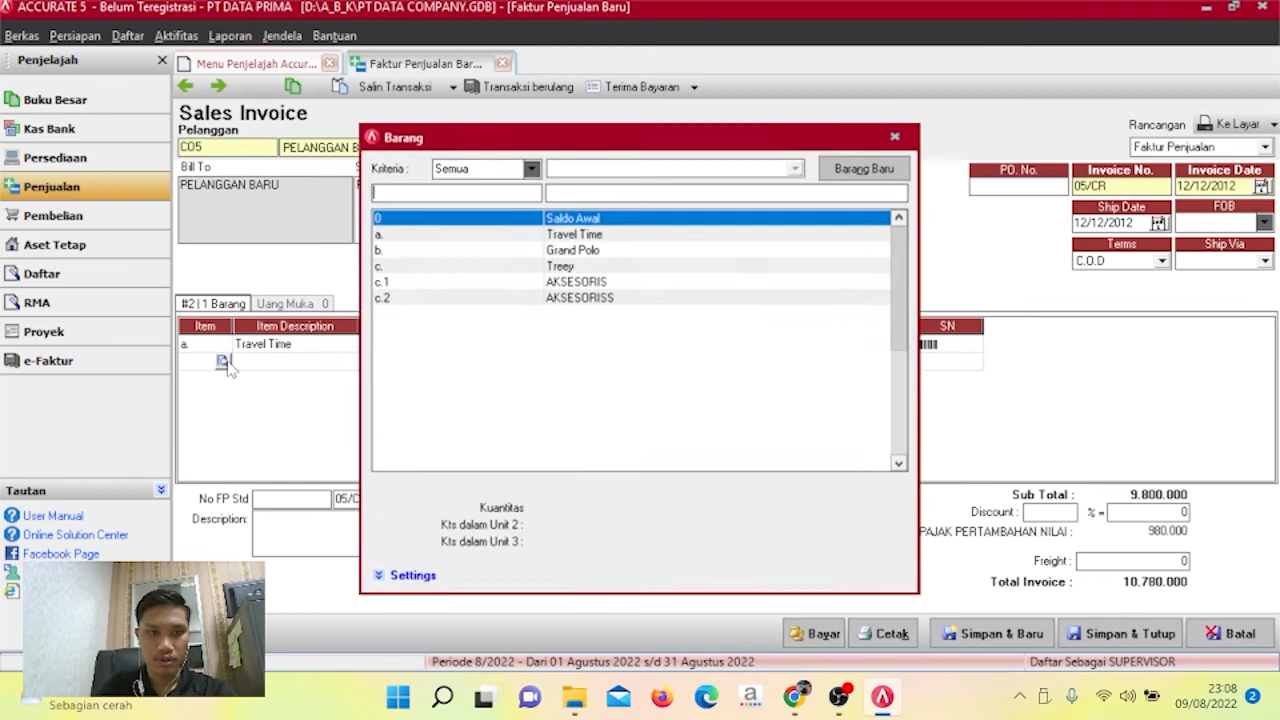 ACCURATE 5 - Belum Teregistrasi - PT DATA PRIMA [D:\A_B_K\PT DATA COMPANY.GDB] - [Faktur Penjualan Baru]
Berkas Persiapan Daftar Aktifitas Laporan Jendela Bantuan
Penjelajah
Menu Penjelajah Accur...
Faktur Penjualan Bar...
Salin Transaksi
Transaksi berulang
Terima Bayaran
Buku Besar
Kas Bank
Persediaan
Penjualan
Pembelian
Aset Tetap
Daftar
RMA
Proyek
e-Faktur
Sales Invoice
Pelanggan
C05
PELANGGAN B
Bill To
PELANGGAN BARU
Rancangan
Ke Layar
Faktur Penjualan
PO. No.
Invoice No.
Invoice Date
05/CR
12/12/2012
Ship Date
FOB
12/12/2012
Terms
Ship Via
C.O.D
#2 | 1 Barang
Uang Muka 0
Item
Item Description
SN
a.
Travel Time
Barang
Kriteria :
Semua
Barang Baru
0 Saldo Awal
a. Travel Time
b. Grand Polo
c. Treey
c.1 AKSESORIS
c.2 AKSESORISS
Kuantitas
Kts dalam Unit 2 :
Kts dalam Unit 3 :
Settings
Tautan
User Manual
Online Solution Center
Facebook Page
No FP Std
05/C
Description:
Sub Total : 9.800.000
Discount : % = 0
PAJAK PERTAMBAHAN NILAI : 980.000
Freight : 0
Total Invoice : 10.780.000
Bayar
Cetak
Simpan & Baru
Simpan & Tutup
Batal
Periode 8/2022 - Dari 01 Agustus 2022 s/d 31 Agustus 2022
Daftar Sebagai SUPERVISOR
Sebagian cerah
23:08
09/08/2022
2